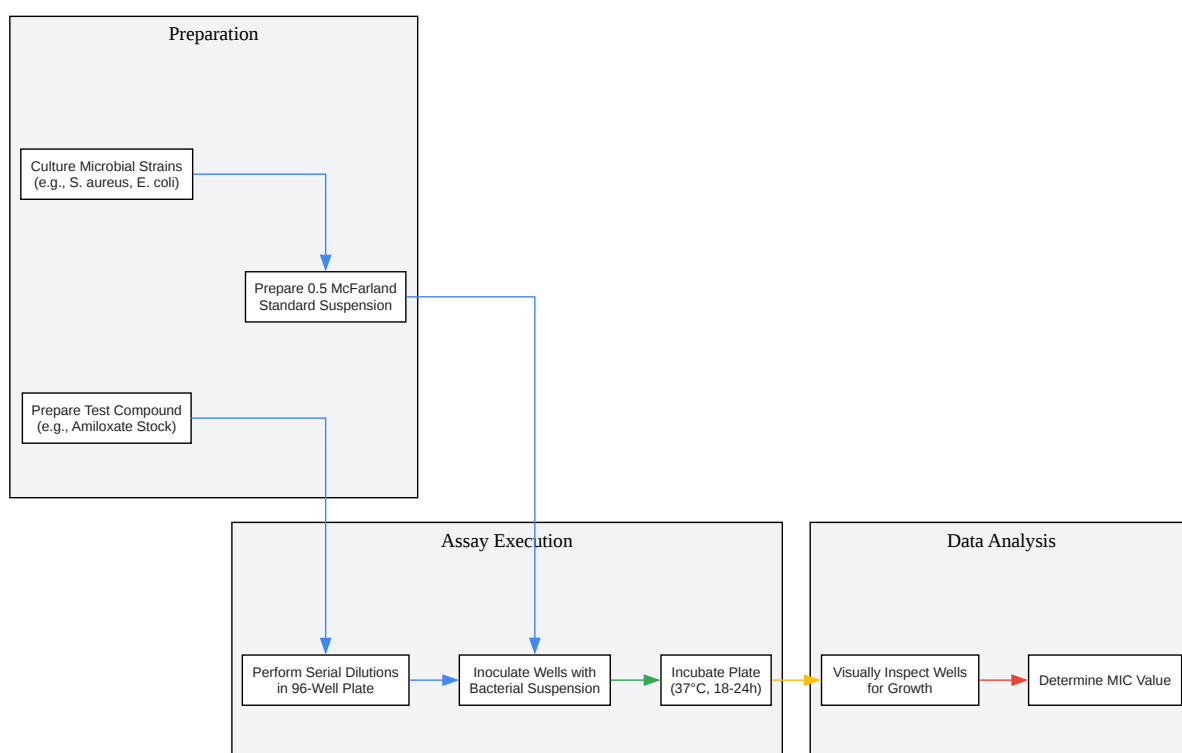 Preparation
Culture Microbial Strains
(e.g., S. aureus, E. coli)
Prepare 0.5 McFarland
Standard Suspension
Prepare Test Compound
(e.g., Amiloxate Stock)
Assay Execution
Perform Serial Dilutions
in 96-Well Plate
Inoculate Wells with
Bacterial Suspension
Incubate Plate
(37°C, 18-24h)
Data Analysis
Visually Inspect Wells
for Growth
Determine MIC Value